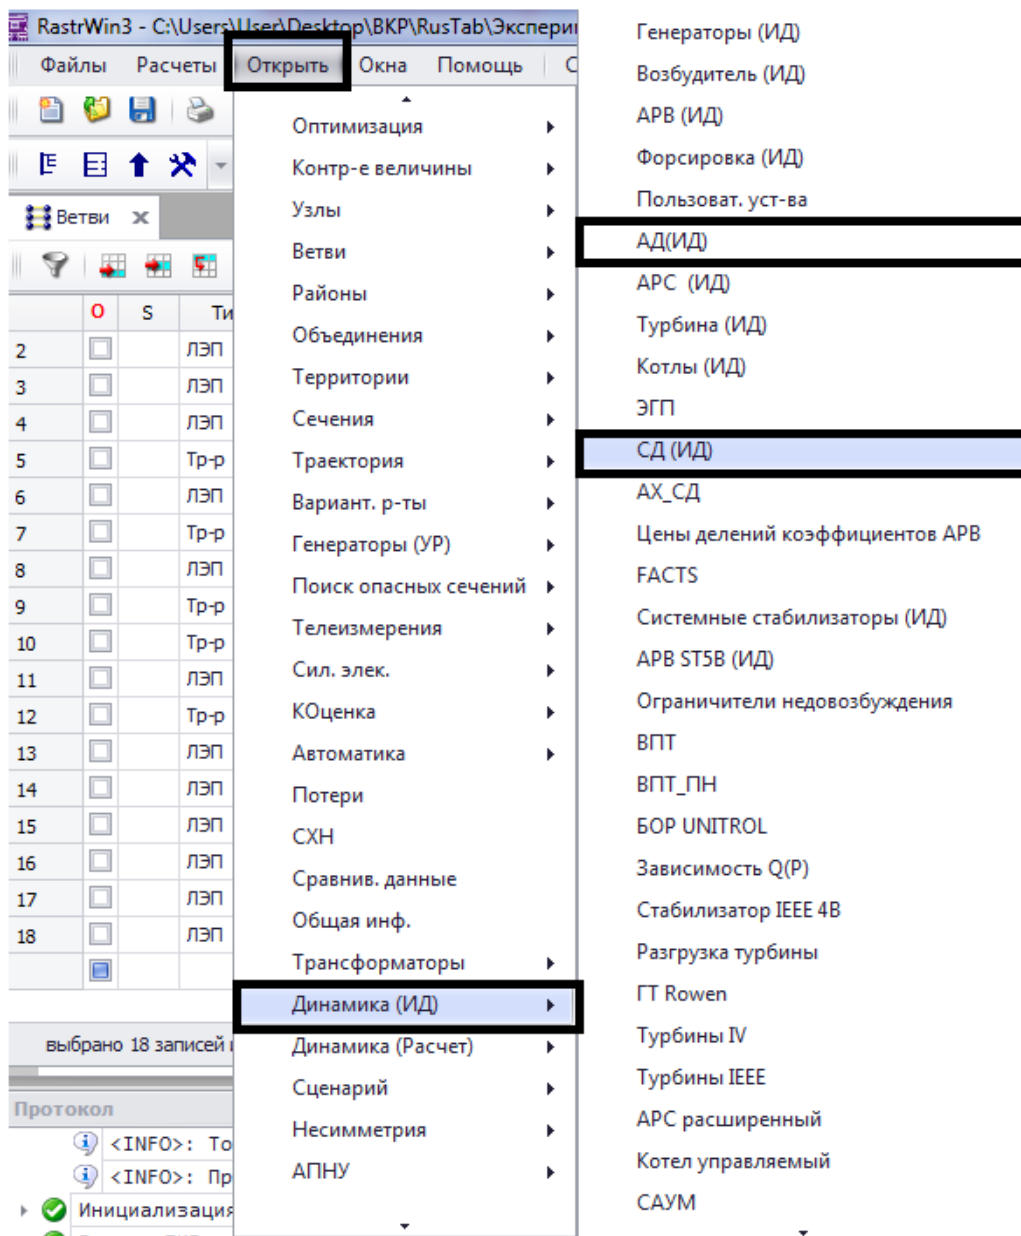 RastrWin3 - C:\Users\User\Desktop\ВКР\RusTab\Экспери
Файлы Расчеты Открыть Окна Помощь С
Ветви
O S Ти
2 ЛЭП
3 ЛЭП
4 ЛЭП
5 Тр-р
6 ЛЭП
7 Тр-р
8 ЛЭП
9 Тр-р
10 Тр-р
11 ЛЭП
12 Тр-р
13 ЛЭП
14 ЛЭП
15 ЛЭП
16 ЛЭП
17 ЛЭП
18 ЛЭП
выбрано 18 записей
Протокол
<INFO>: То
<INFO>: Пр
Инициализация
Оптимизация
Контр-е величины
Узлы
Ветви
Районы
Объединения
Территории
Сечения
Траектория
Вариант. р-ты
Генераторы (УР)
Поиск опасных сечений
Телеизмерения
Сил. элек.
КОценка
Автоматика
Потери
СХН
Сравнив. данные
Общая инф.
Трансформаторы
Динамика (ИД)
Динамика (Расчет)
Сценарий
Несимметрия
АПНУ
Генераторы (ИД)
Возбудитель (ИД)
АРВ (ИД)
Форсировка (ИД)
Пользоват. уст-ва
АД(ИД)
АРС (ИД)
Турбина (ИД)
Котлы (ИД)
ЭГП
СД (ИД)
АХ_СД
Цены делений коэффициентов АРВ
FACTS
Системные стабилизаторы (ИД)
АРВ ST5B (ИД)
Ограничители недовозбуждения
ВПТ
ВПТ_ПН
БОР UNITROL
Зависимость Q(P)
Стабилизатор IEEE 4B
Разгрузка турбины
ГТ Rowen
Турбины IV
Турбины IEEE
АРС расширенный
Котел управляемый
САУМ